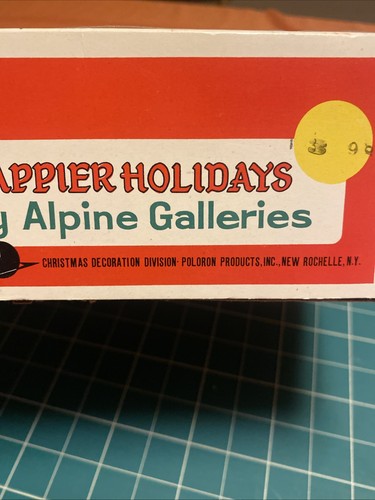 APPIER HOLIDAYS
y Alpine Galleries
CHRISTMAS DECORATION DIVISION· POLORON PRODUCTS, INC., NEW ROCHELLE, N.Y.